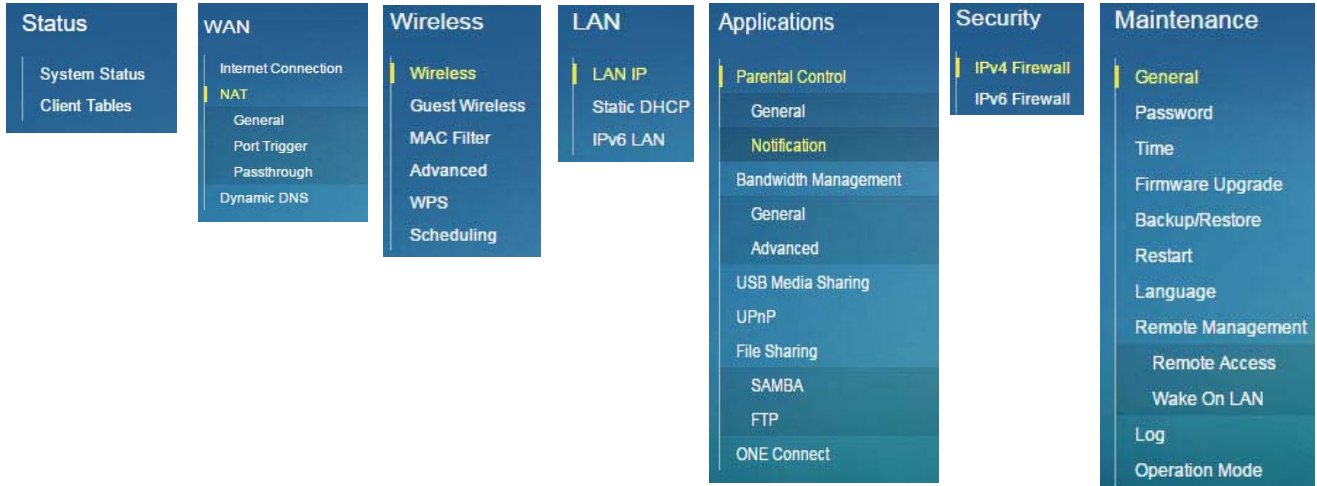 Status
System Status
Client Tables
WAN
Internet Connection
NAT
General
Port Trigger
Passthrough
Dynamic DNS
Wireless
Wireless
Guest Wireless
MAC Filter
Advanced
WPS
Scheduling
LAN
LAN IP
Static DHCP
IPv6 LAN
Applications
Parental Control
General
Notification
Bandwidth Management
General
Advanced
USB Media Sharing
UPnP
File Sharing
SAMBA
FTP
ONE Connect
Security
IPv4 Firewall
IPv6 Firewall
Maintenance
General
Password
Time
Firmware Upgrade
Backup/Restore
Restart
Language
Remote Management
Remote Access
Wake On LAN
Log
Operation Mode